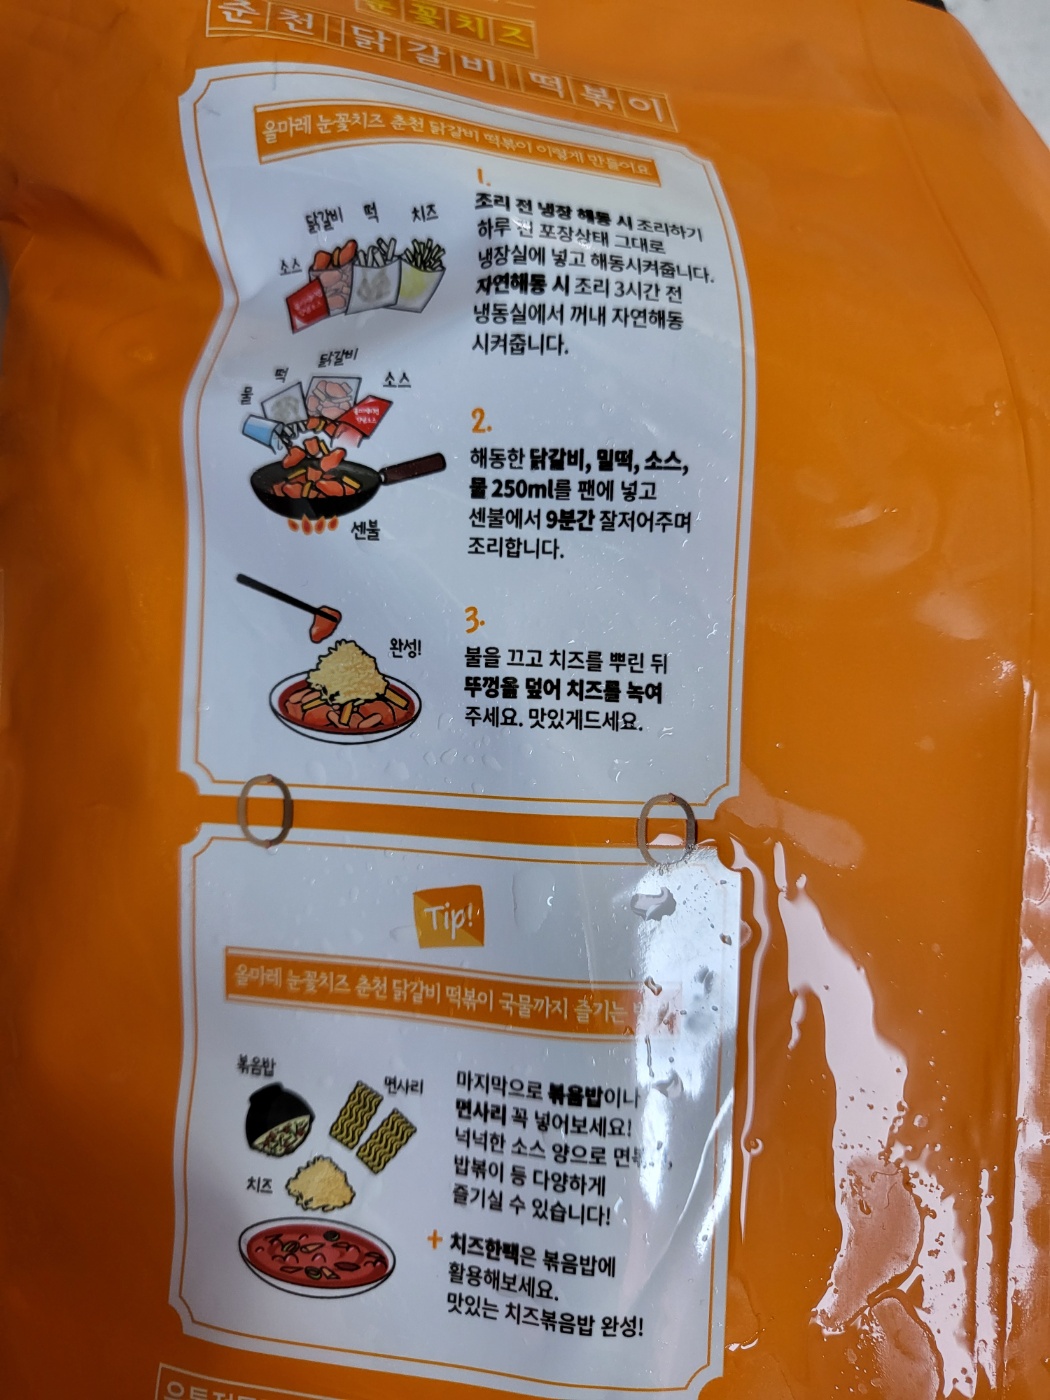 눈꽃치즈
춘천 닭갈비 떡볶이
올마레 눈꽃치즈 춘천 닭갈비 떡볶이 이렇게 만들어요
닭갈비
떡
치즈
소스
1.
조리 전 냉장 해동 시 조리하기
하루 전 포장상태 그대로
냉장실에 넣고 해동시켜줍니다.
자연해동 시 조리 3시간 전
냉동실에서 꺼내 자연해동
시켜줍니다.
물
떡
닭갈비
소스
센불
2.
해동한 닭갈비, 밀떡, 소스,
물 250ml를 팬에 넣고
센불에서 9분간 잘저어주며
조리합니다.
완성!
3.
불을 끄고 치즈를 뿌린 뒤
뚜껑을 덮어 치즈를 녹여
주세요. 맛있게드세요.
Tip!
올마레 눈꽃치즈 춘천 닭갈비 떡볶이 국물까지 즐기는
볶음밥
면사리
치즈
마지막으로 볶음밥이나
면사리 꼭 넣어보세요!
넉넉한 소스 양으로
밥볶이 등 다양하게
즐기실 수 있습니다!
+ 치즈한팩은 볶음밥에
활용해보세요.
맛있는 치즈볶음밥 완성!